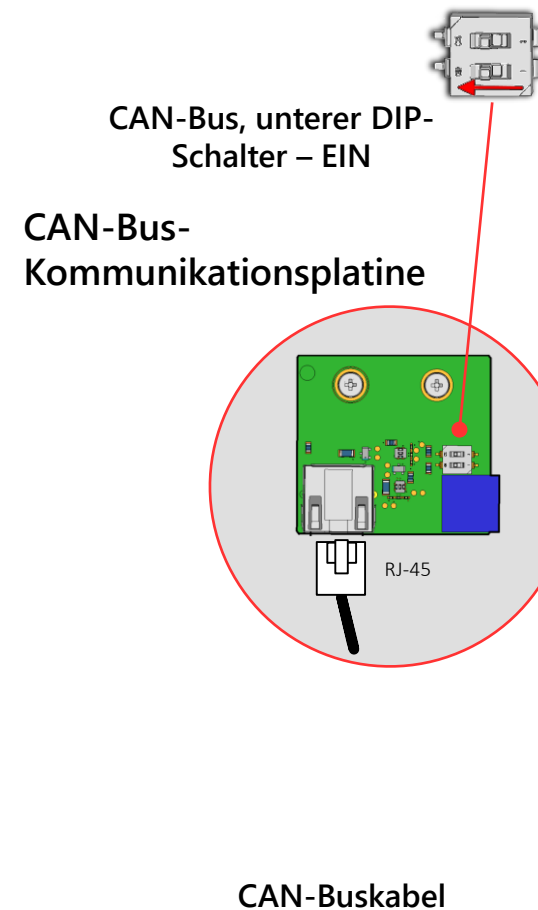 CAN-Bus, unterer DIP-
Schalter – EIN
CAN-Bus-
Kommunikationsplatine
RJ-45
CAN-Buskabel